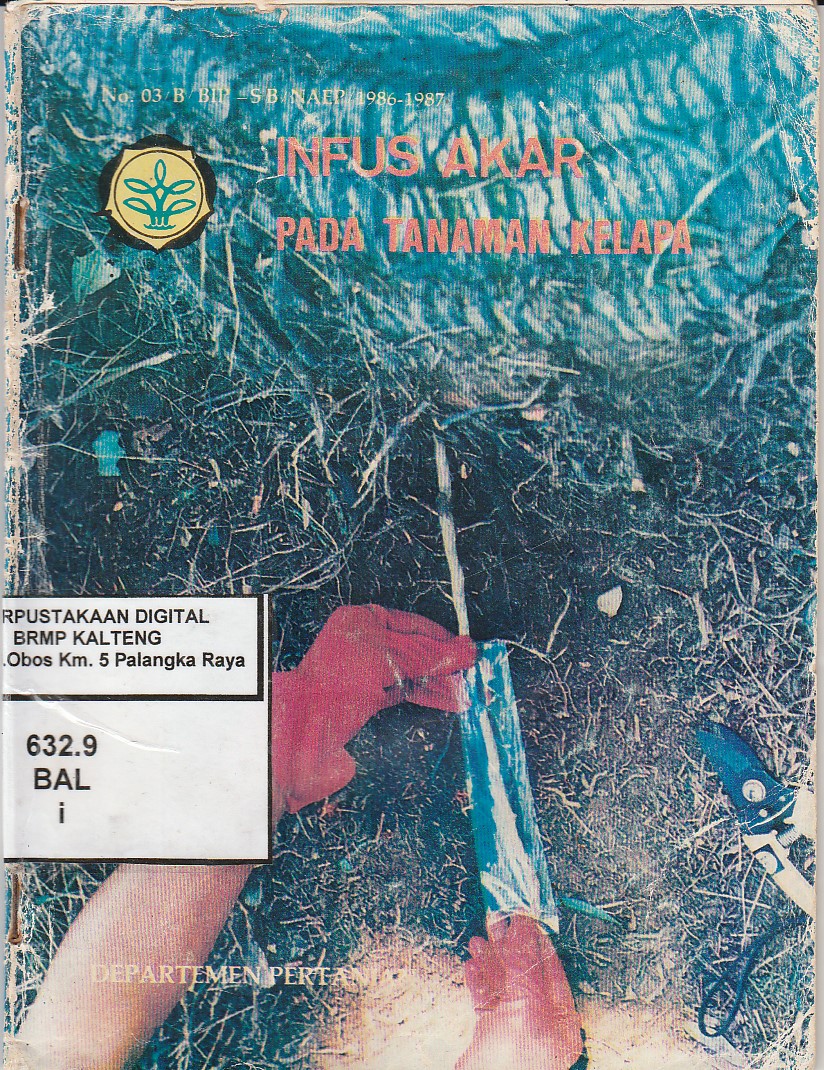 No. 03/B/BIP-SB/NAEP/1986-1987
INFUS AKAR
PADA TANAMAN KELAPA
RPUSTAKAAN DIGITAL
BRMP KALTENG
.Obos Km. 5 Palangka Raya
632.9
BAL
i
DEPARTEMEN PERTANIAN